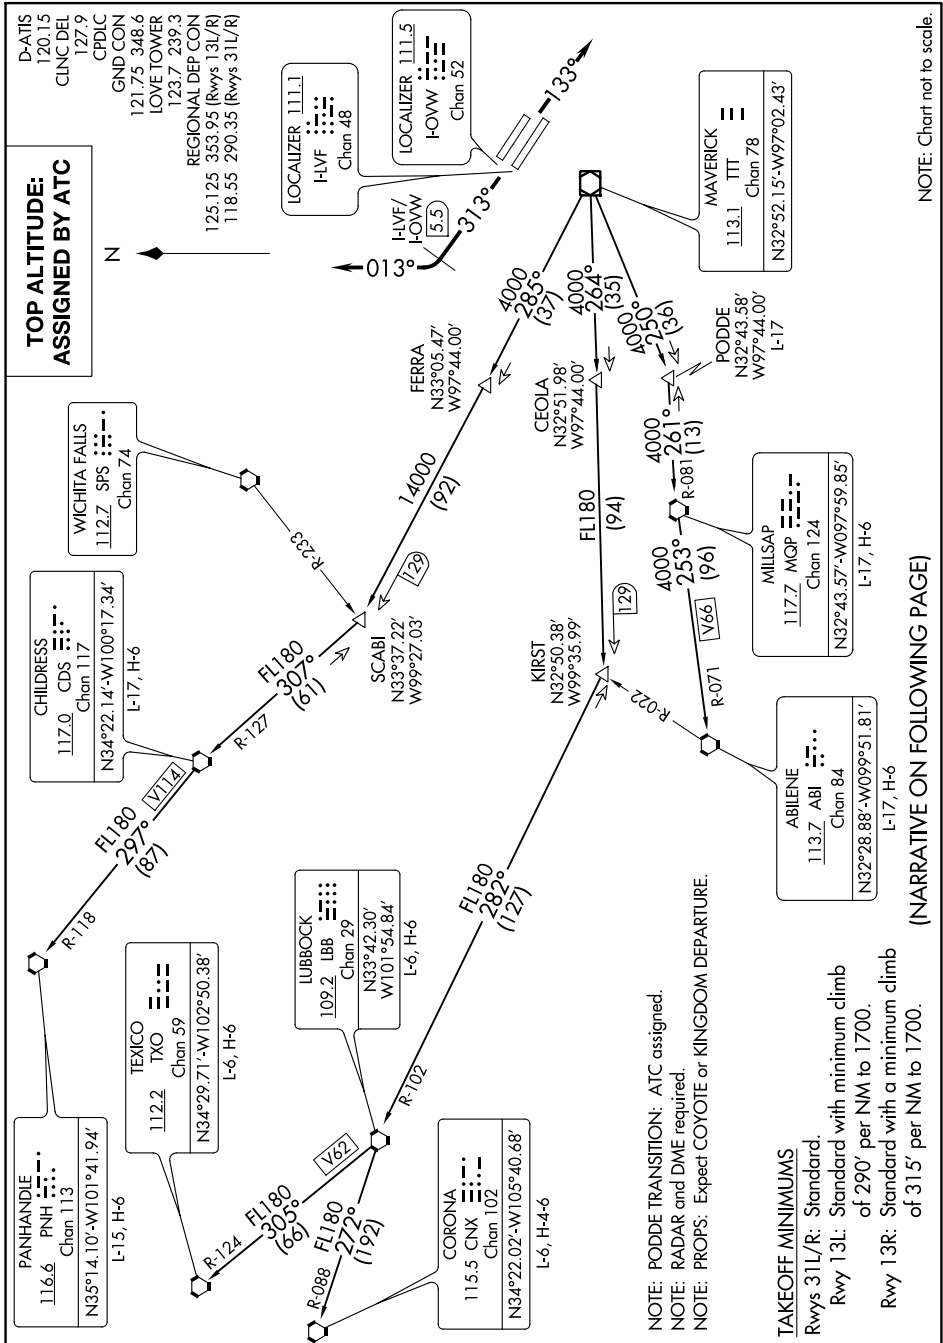 TOP ALTITUDE:
ASSIGNED BY ATC
D-ATIS
120.15
CLNC DEL
127.9
CPDLC
GND CON
121.75 348.6
LOVE TOWER
123.7 239.3
REGIONAL DEP CON
125.125 353.95 (Rwys 13L/R)
118.55 290.35 (Rwys 31L/R)
N
LOCALIZER 111.1
I-LVF
Chan 48
LOCALIZER 111.5
I-OVW
Chan 52
I-LVF/
I-OVW
5.5
013°
313°
133°
MAVERICK
113.1 TTT
Chan 78
N32°52.15'-W97°02.43'
4000
285°
(37)
4000
264°
(35)
4000
250°
(36)
FERRA
N33°05.47'
W97°44.00'
CEOLA
N32°51.98'
W97°44.00'
PODDE
N32°43.58'
W97°44.00'
L-17
4000
261°
(13)
R-081
MILLSAP
117.7 MQP
Chan 124
N32°43.57'-W097°59.85'
L-17, H-6
4000
253°
(96)
V66
R-071
ABILENE
113.7 ABI
Chan 84
N32°28.88'-W099°51.81'
L-17, H-6
R-022
14000
(92)
129
WICHITA FALLS
112.7 SPS
Chan 74
R-233
SCABI
N33°37.22'
W99°27.03'
FL180
(94)
129
KIRST
N32°50.38'
W99°35.99'
FL180
307°
(61)
R-127
CHILDRESS
117.0 CDS
Chan 117
N34°22.14'-W100°17.34'
L-17, H-6
V114
FL180
297°
(87)
R-118
PANHANDLE
116.6 PNH
Chan 113
N35°14.10'-W101°41.94'
L-15, H-6
FL180
282°
(127)
R-102
LUBBOCK
109.2 LBB
Chan 29
N33°42.30'
W101°54.84'
L-6, H-6
V62
FL180
305°
(66)
R-124
TEXICO
112.2 TXO
Chan 59
N34°29.71'-W102°50.38'
L-6, H-6
FL180
272°
(192)
R-088
CORONA
115.5 CNX
Chan 102
N34°22.02'-W105°40.68'
L-6, H-4-6
NOTE: PODDE TRANSITION: ATC assigned.
NOTE: RADAR and DME required.
NOTE: PROPS: Expect COYOTE or KINGDOM DEPARTURE.
TAKEOFF MINIMUMS
Rwys 31L/R: Standard.
Rwy 13L: Standard with minimum climb
of 290' per NM to 1700.
Rwy 13R: Standard with a minimum climb
of 315' per NM to 1700.
(NARRATIVE ON FOLLOWING PAGE)
NOTE: Chart not to scale.